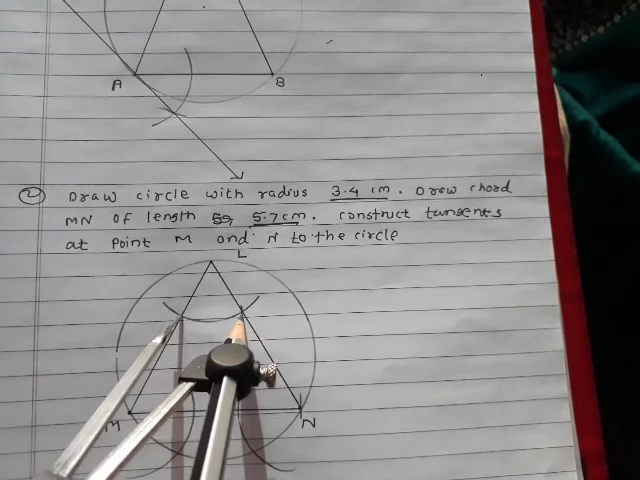 A B
② Draw circle with radius 3.4 cm. Draw chord
MN of length 5.7cm. construct tangents
at point M and N to the circle
L
M N